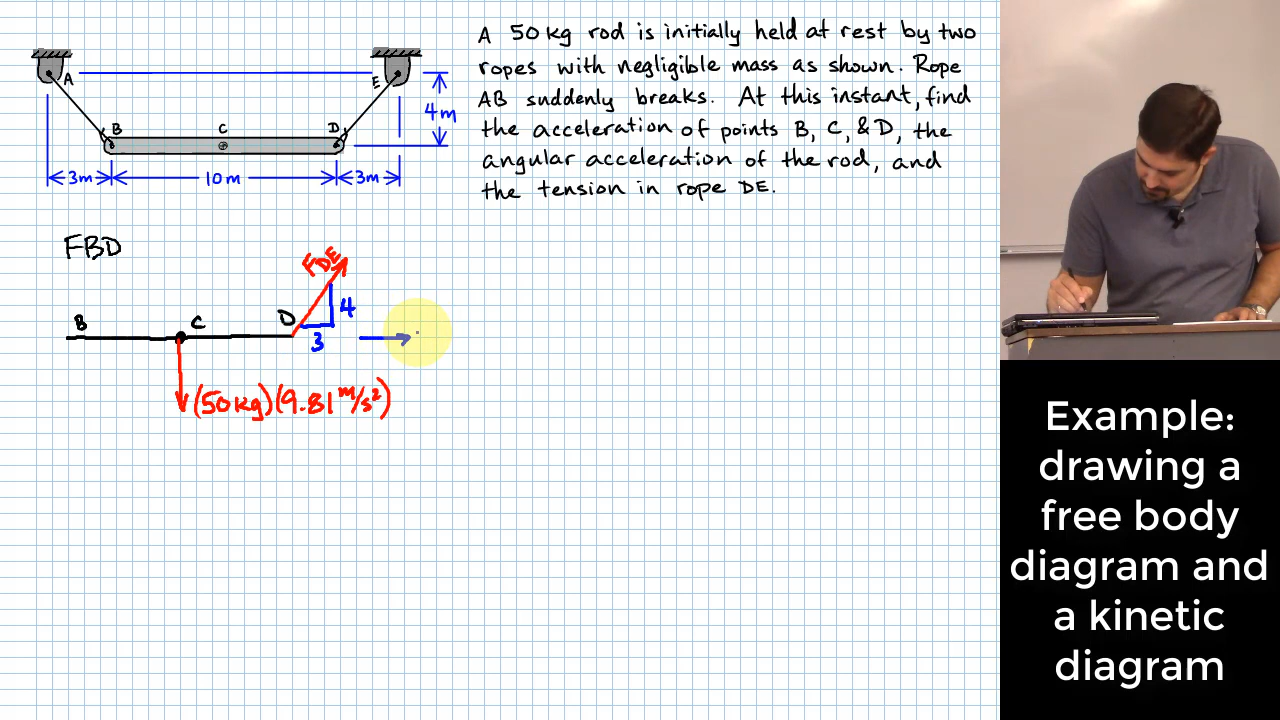 A 50 kg rod is initially held at rest by two
ropes with negligible mass as shown. Rope
AB suddenly breaks. At this instant, find
the acceleration of points B, C, & D, the
angular acceleration of the rod, and
the tension in rope DE.
A
E
4m
B
C
D
3m
10m
3m
FBD
FDE
B
C
D
4
3
(50kg)(9.81 m/s²)
Example:
drawing a
free body
diagram and
a kinetic
diagram